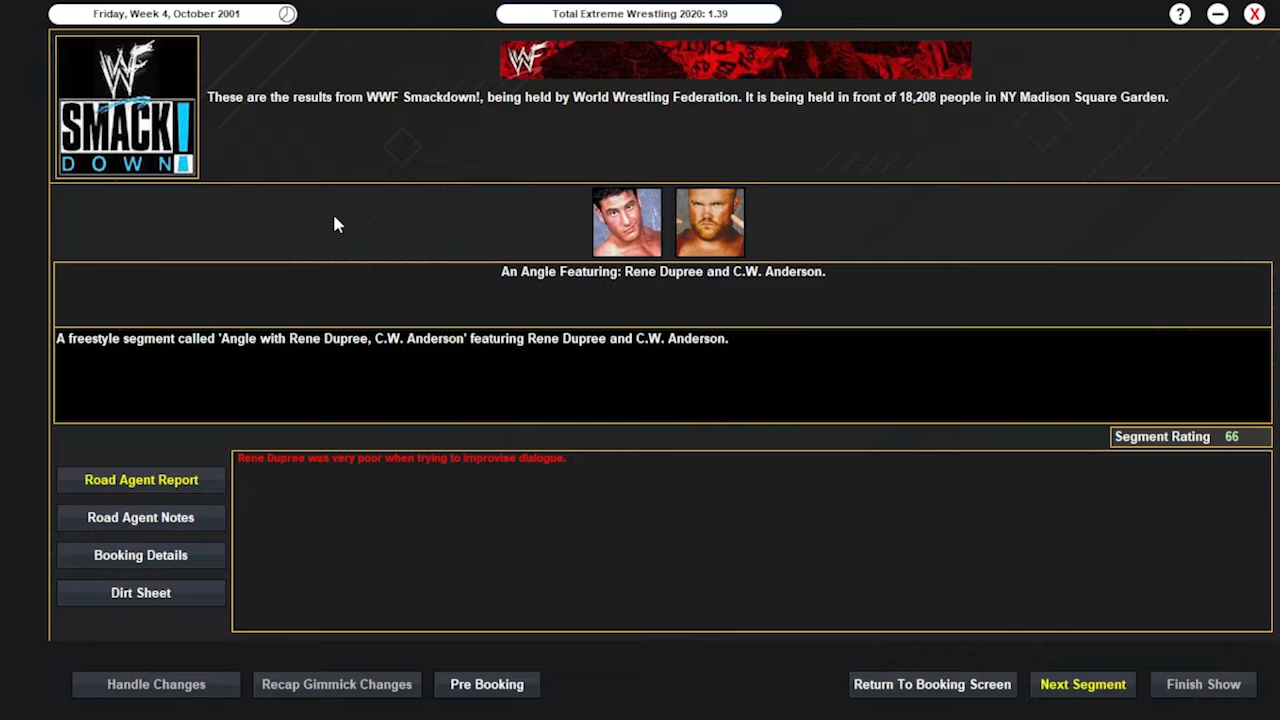 Friday, Week 4, October 2001
Total Extreme Wrestling 2020: 1.39
?
X
WF
SMACK!
DOWN
WF
These are the results from WWF Smackdown!, being held by World Wrestling Federation. It is being held in front of 18,208 people in NY Madison Square Garden.
An Angle Featuring: Rene Dupree and C.W. Anderson.
A freestyle segment called 'Angle with Rene Dupree, C.W. Anderson' featuring Rene Dupree and C.W. Anderson.
Segment Rating 66
Rene Dupree was very poor when trying to improvise dialogue.
Road Agent Report
Road Agent Notes
Booking Details
Dirt Sheet
Handle Changes
Recap Gimmick Changes
Pre Booking
Return To Booking Screen
Next Segment
Finish Show